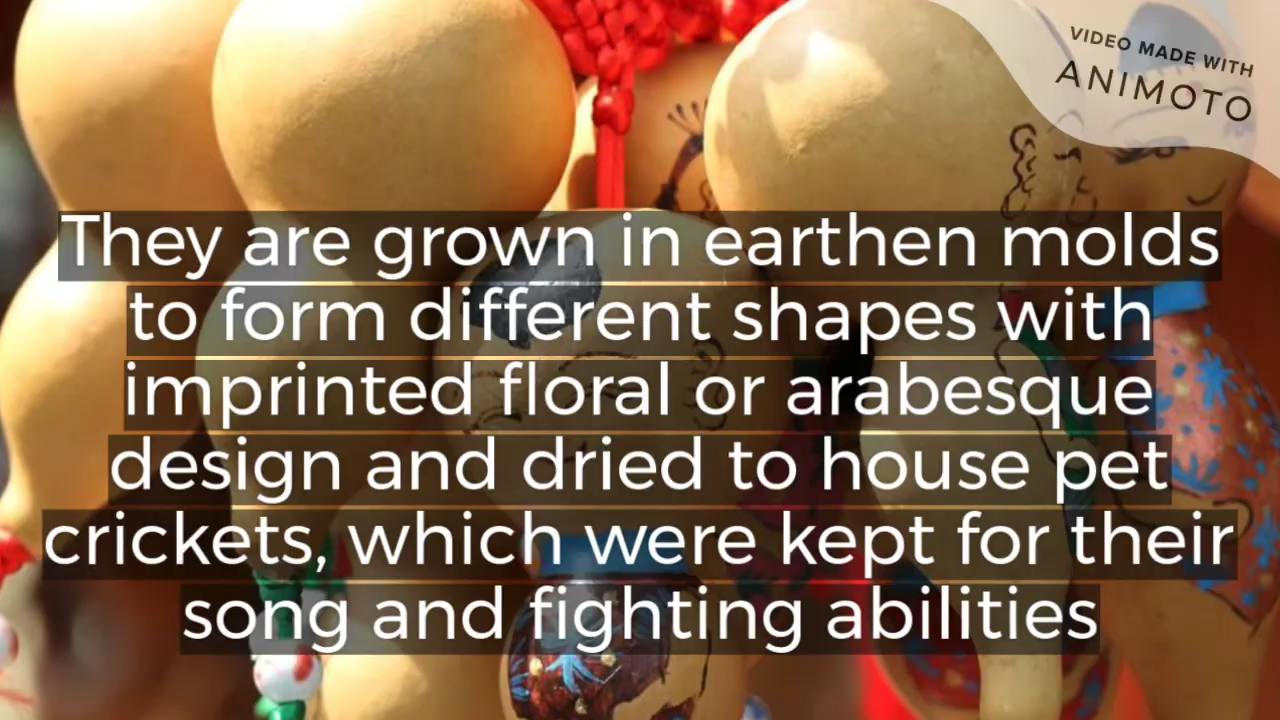 VIDEO MADE WITH
ANIMOTO
They are grown in earthen molds
to form different shapes with
imprinted floral or arabesque
design and dried to house pet
crickets, which were kept for their
song and fighting abilities